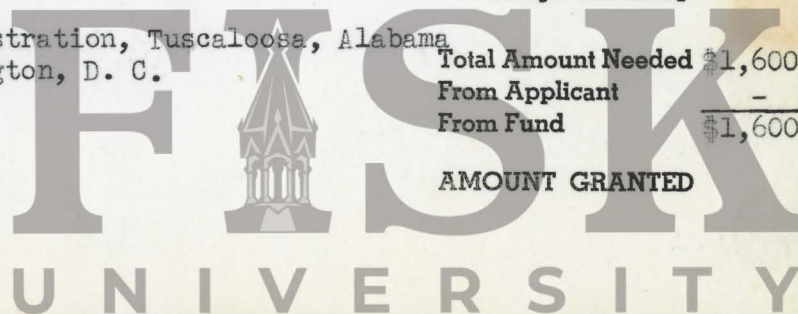 stration, Tuscaloosa, Alabama
gton, D. C.
Total Amount Needed $1,600
From Applicant -
From Fund $1,600
AMOUNT GRANTED
FISK
UNIVERSITY